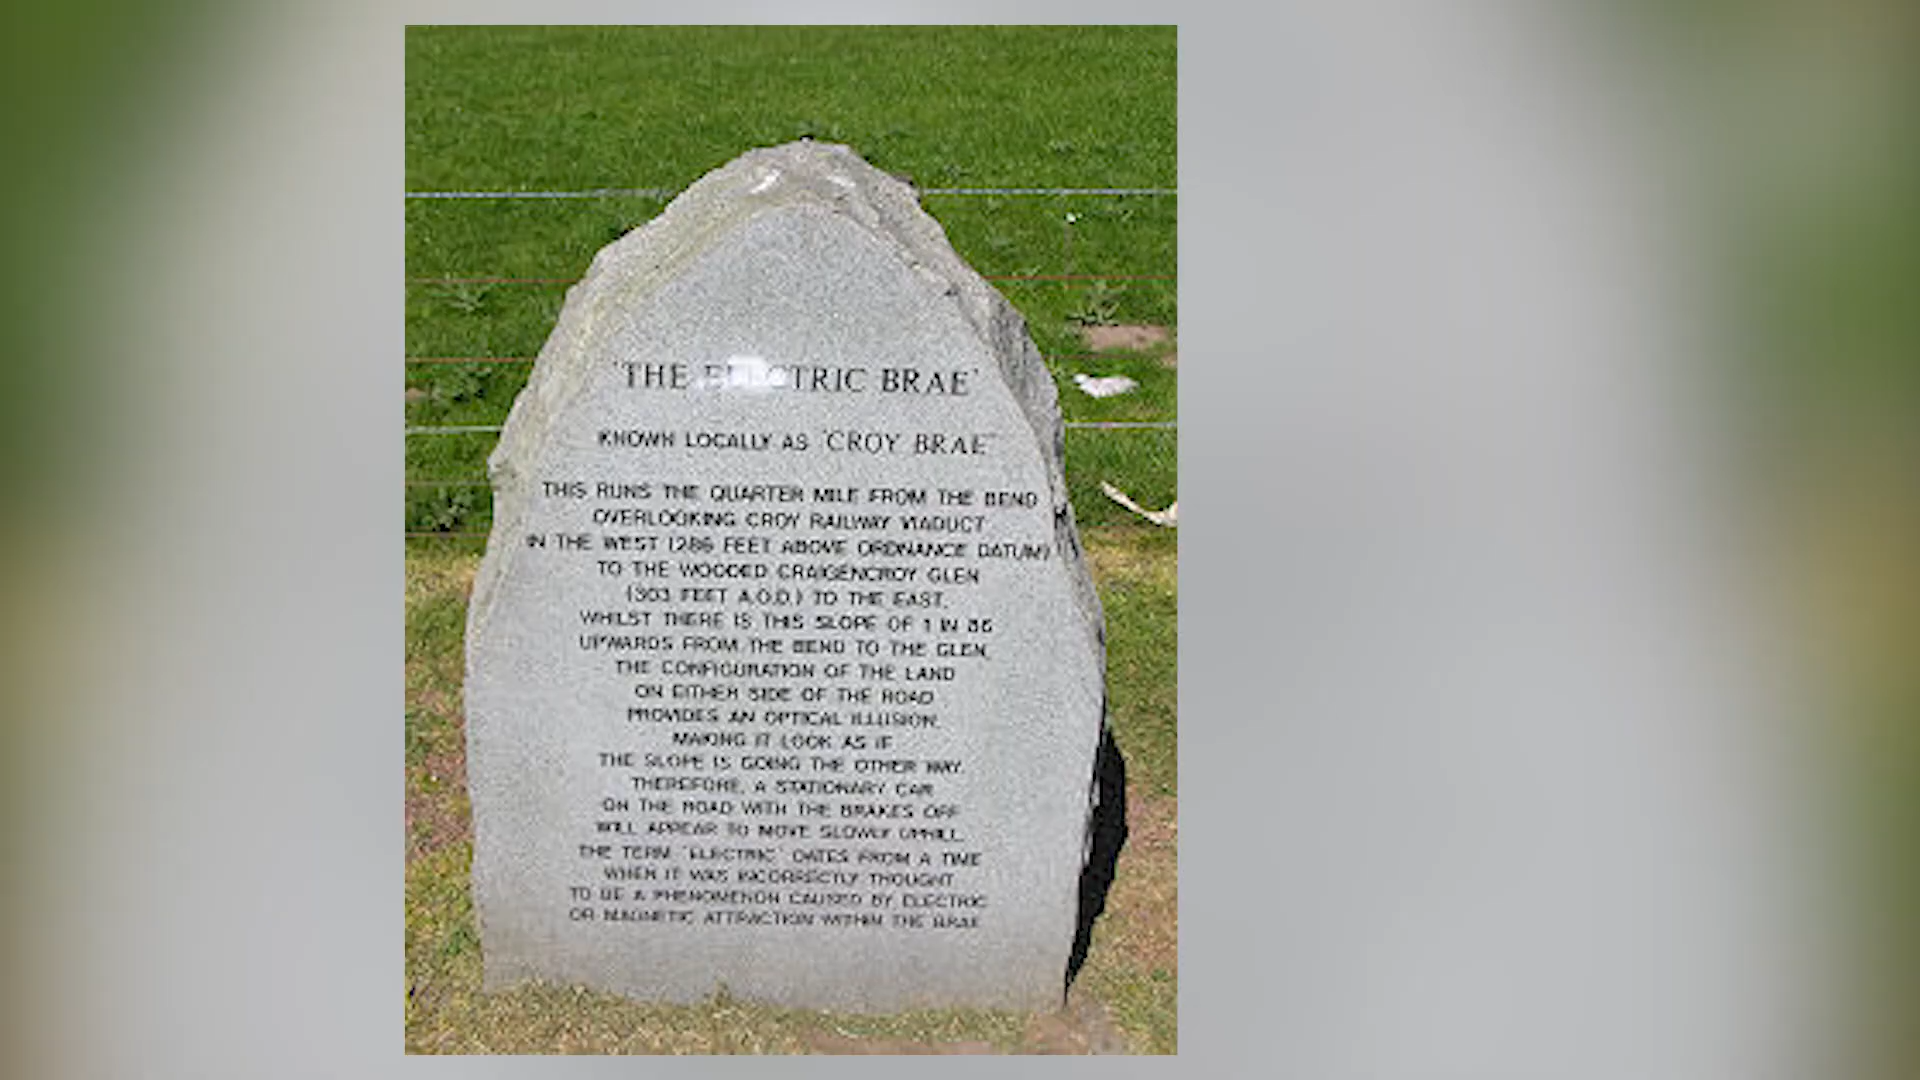 'THE ELECTRIC BRAE'
KNOWN LOCALLY AS 'CROY BRAE'
THIS RUNS THE QUARTER MILE FROM THE BEND
OVERLOOKING CROY RAILWAY VIADUCT
IN THE WEST (286 FEET ABOVE ORDNANCE DATUM)
TO THE WOODED CRAIGENCROY GLEN
(303 FEET A.O.D.) TO THE EAST.
WHILST THERE IS THIS SLOPE OF 1 IN 86
UPWARDS FROM THE BEND TO THE GLEN,
THE CONFIGURATION OF THE LAND
ON EITHER SIDE OF THE ROAD
PROVIDES AN OPTICAL ILLUSION,
MAKING IT LOOK AS IF
THE SLOPE IS GOING THE OTHER WAY.
THEREFORE, A STATIONARY CAR
ON THE ROAD WITH THE BRAKES OFF
WILL APPEAR TO MOVE SLOWLY UPHILL.
THE TERM 'ELECTRIC' DATES FROM A TIME
WHEN IT WAS INCORRECTLY THOUGHT
TO BE A PHENOMENON CAUSED BY ELECTRIC
OR MAGNETIC ATTRACTION WITHIN THE BRAE